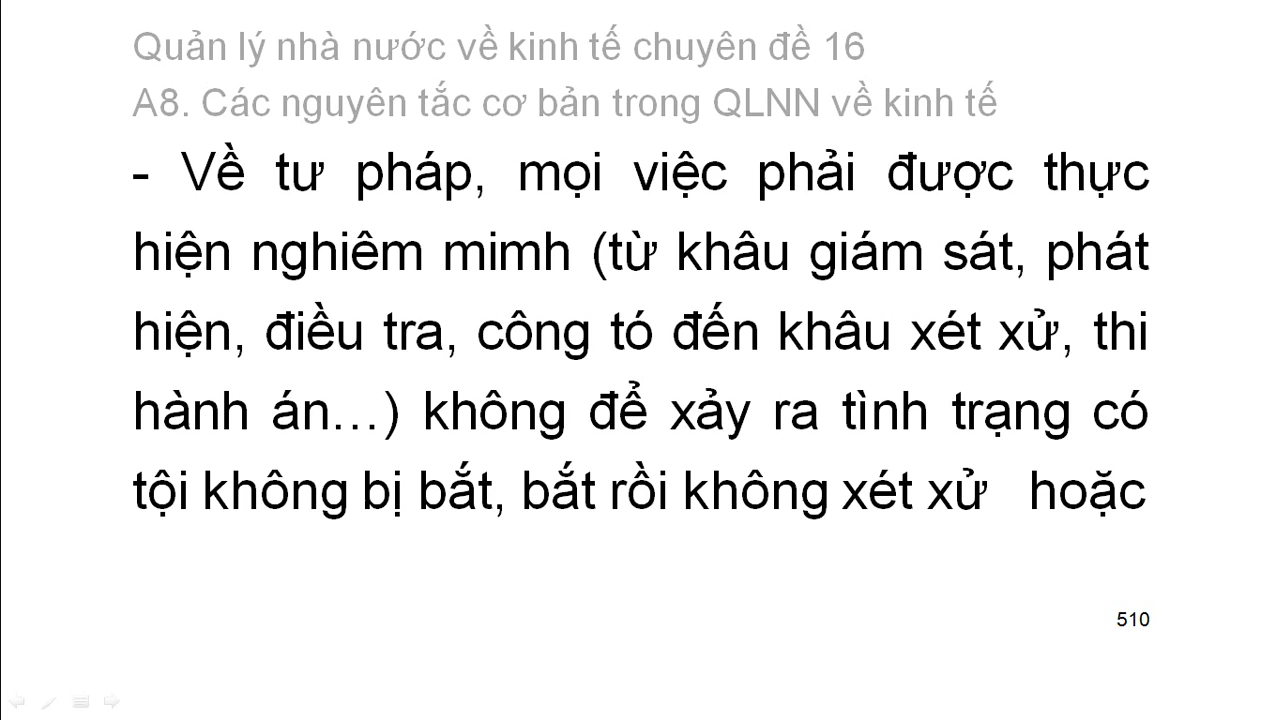 Quản lý nhà nước về kinh tế chuyên đề 16
A8. Các nguyên tắc cơ bản trong QLNN về kinh tế
- Về tư pháp, mọi việc phải được thực
hiện nghiêm mimh (từ khâu giám sát, phát
hiện, điều tra, công tó đến khâu xét xử, thi
hành án...) không để xảy ra tình trạng có
tội không bị bắt, bắt rồi không xét xử hoặc
510